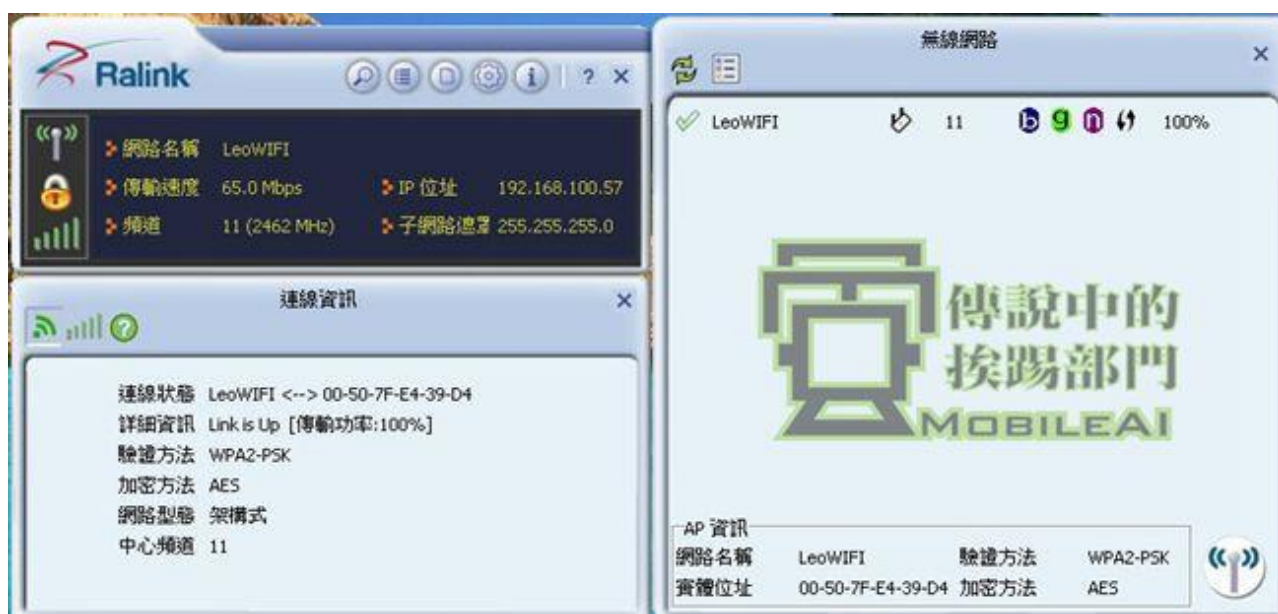 Ralink
?
網路名稱 LeoWIFI
傳輸速度 65.0 Mbps IP 位址 192.168.100.57
頻道 11 (2462 MHz) 子網路遮罩 255.255.255.0
連線資訊
連線狀態 LeoWIFI <--> 00-50-7F-E4-39-D4
詳細資訊 Link is Up [傳輸功率:100%]
驗證方法 WPA2-PSK
加密方法 AES
網路型態 架構式
中心頻道 11
無線網路
LeoWIFI 11 b g n 100%
傳說中的
挨踢部門
MOBILEAI
AP 資訊
網路名稱 LeoWIFI 驗證方法 WPA2-PSK
實體位址 00-50-7F-E4-39-D4 加密方法 AES